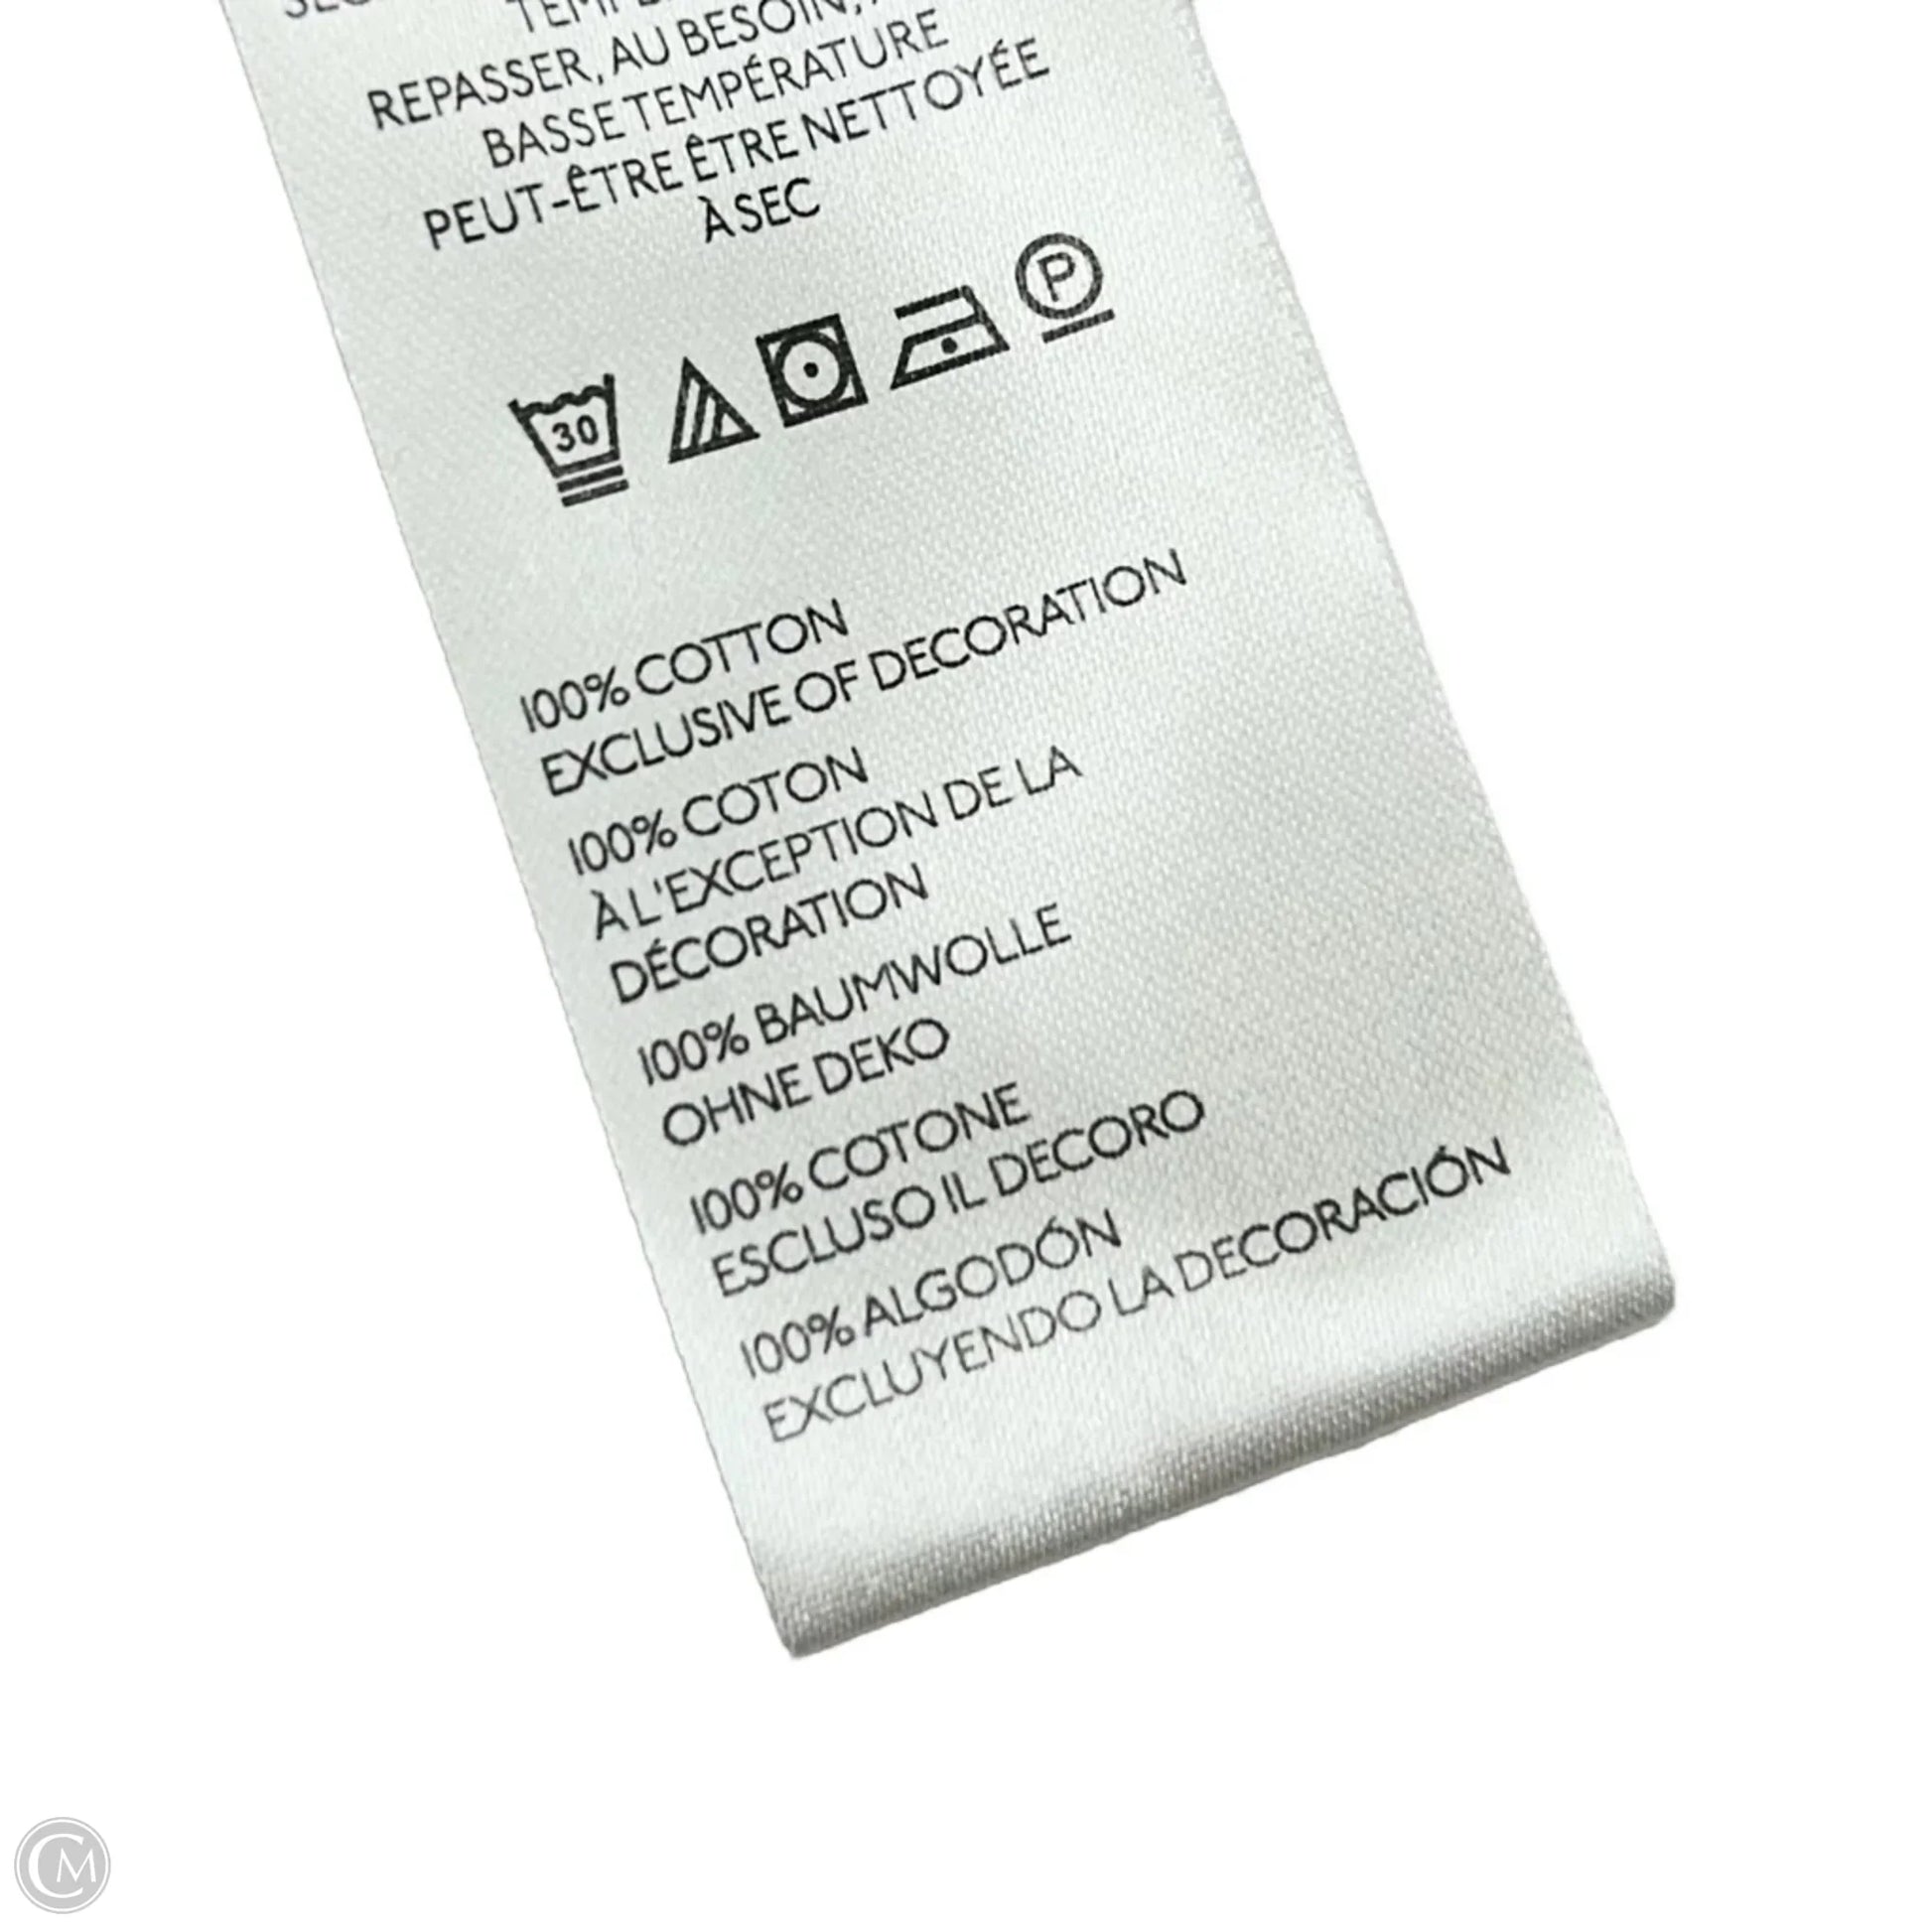 REPASSER, AU BESOIN,
BASSE TEMPÉRATURE
PEUT-ÊTRE ÊTRE NETTOYÉE
À SEC
30
P
100% COTTON
EXCLUSIVE OF DECORATION
100% COTON
À L'EXCEPTION DE LA
DÉCORATION
100% BAUMWOLLE
OHNE DEKO
100% COTONE
ESCLUSO IL DECORO
100% ALGODÓN
EXCLUYENDO LA DECORACIÓN
CM